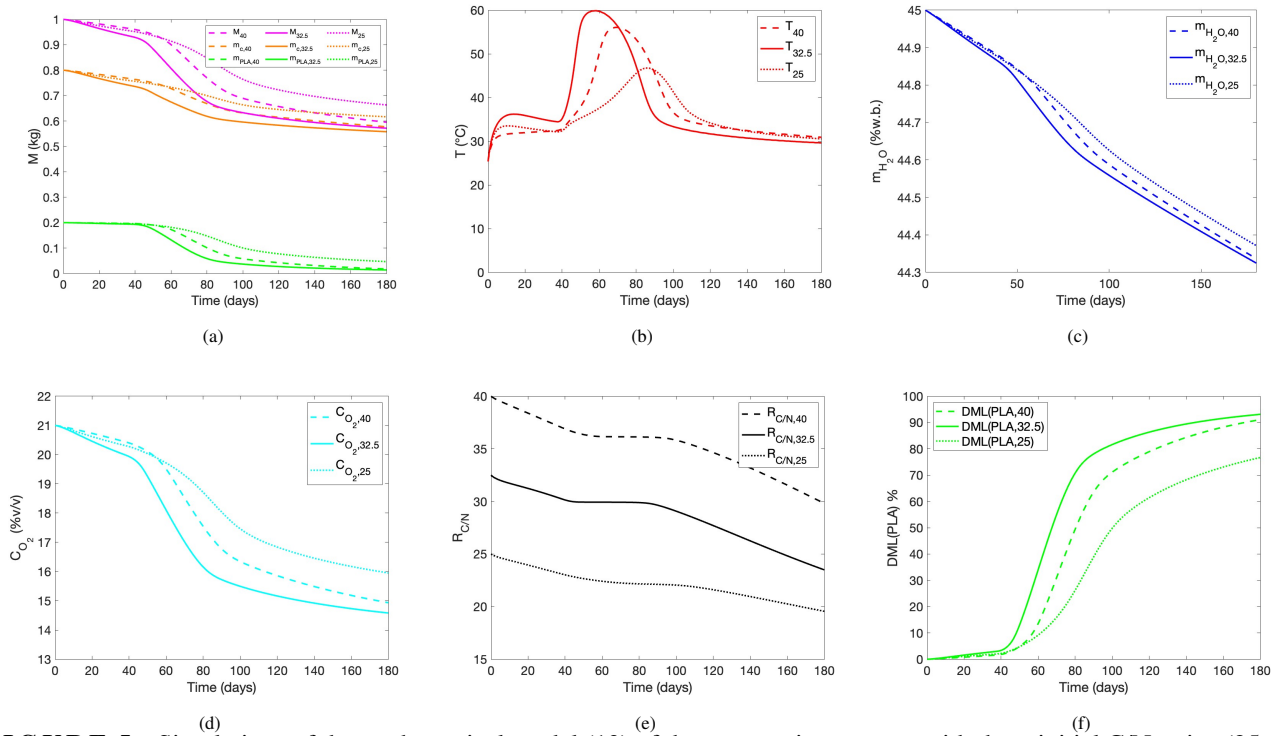 M40 M32.5 M25
mc,40 mc,32.5 mc,25
mPLA,40 mPLA,32.5 mPLA,25
1
0.9
0.8
0.7
0.6
0.5
0.4
0.3
0.2
0.1
0
M (kg)
0 20 40 60 80 100 120 140 160 180
Time (days)
(a)
T40
T32.5
T25
60
50
40
30
20
10
0
T (°C)
0 20 40 60 80 100 120 140 160 180
Time (days)
(b)
mH2O,40
mH2O,32.5
mH2O,25
45
44.9
44.8
44.7
44.6
44.5
44.4
44.3
mH2O (%w.b.)
0 50 100 150
Time (days)
(c)
CO2,40
CO2,32.5
CO2,25
22
21
20
19
18
17
16
15
14
13
CO2 (%v/v)
0 20 40 60 80 100 120 140 160 180
Time (days)
(d)
RC/N,40
RC/N,32.5
RC/N,25
40
35
30
25
20
15
RC/N
0 20 40 60 80 100 120 140 160 180
Time (days)
(e)
DML(PLA,40)
DML(PLA,32.5)
DML(PLA,25)
100
90
80
70
60
50
40
30
20
10
0
DML(PLA) %
0 20 40 60 80 100 120 140 160 180
Time (days)
(f)